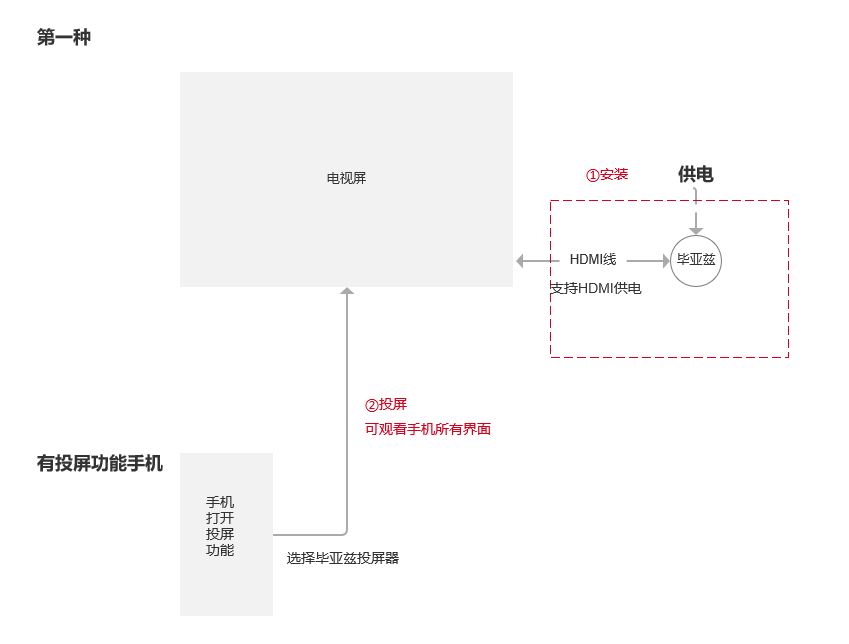 第一种
电视屏
①安装
供电
HDMI线
毕亚兹
支持HDMI供电
②投屏
可观看手机所有界面
有投屏功能手机
手机
打开
投屏
功能
选择毕亚兹投屏器